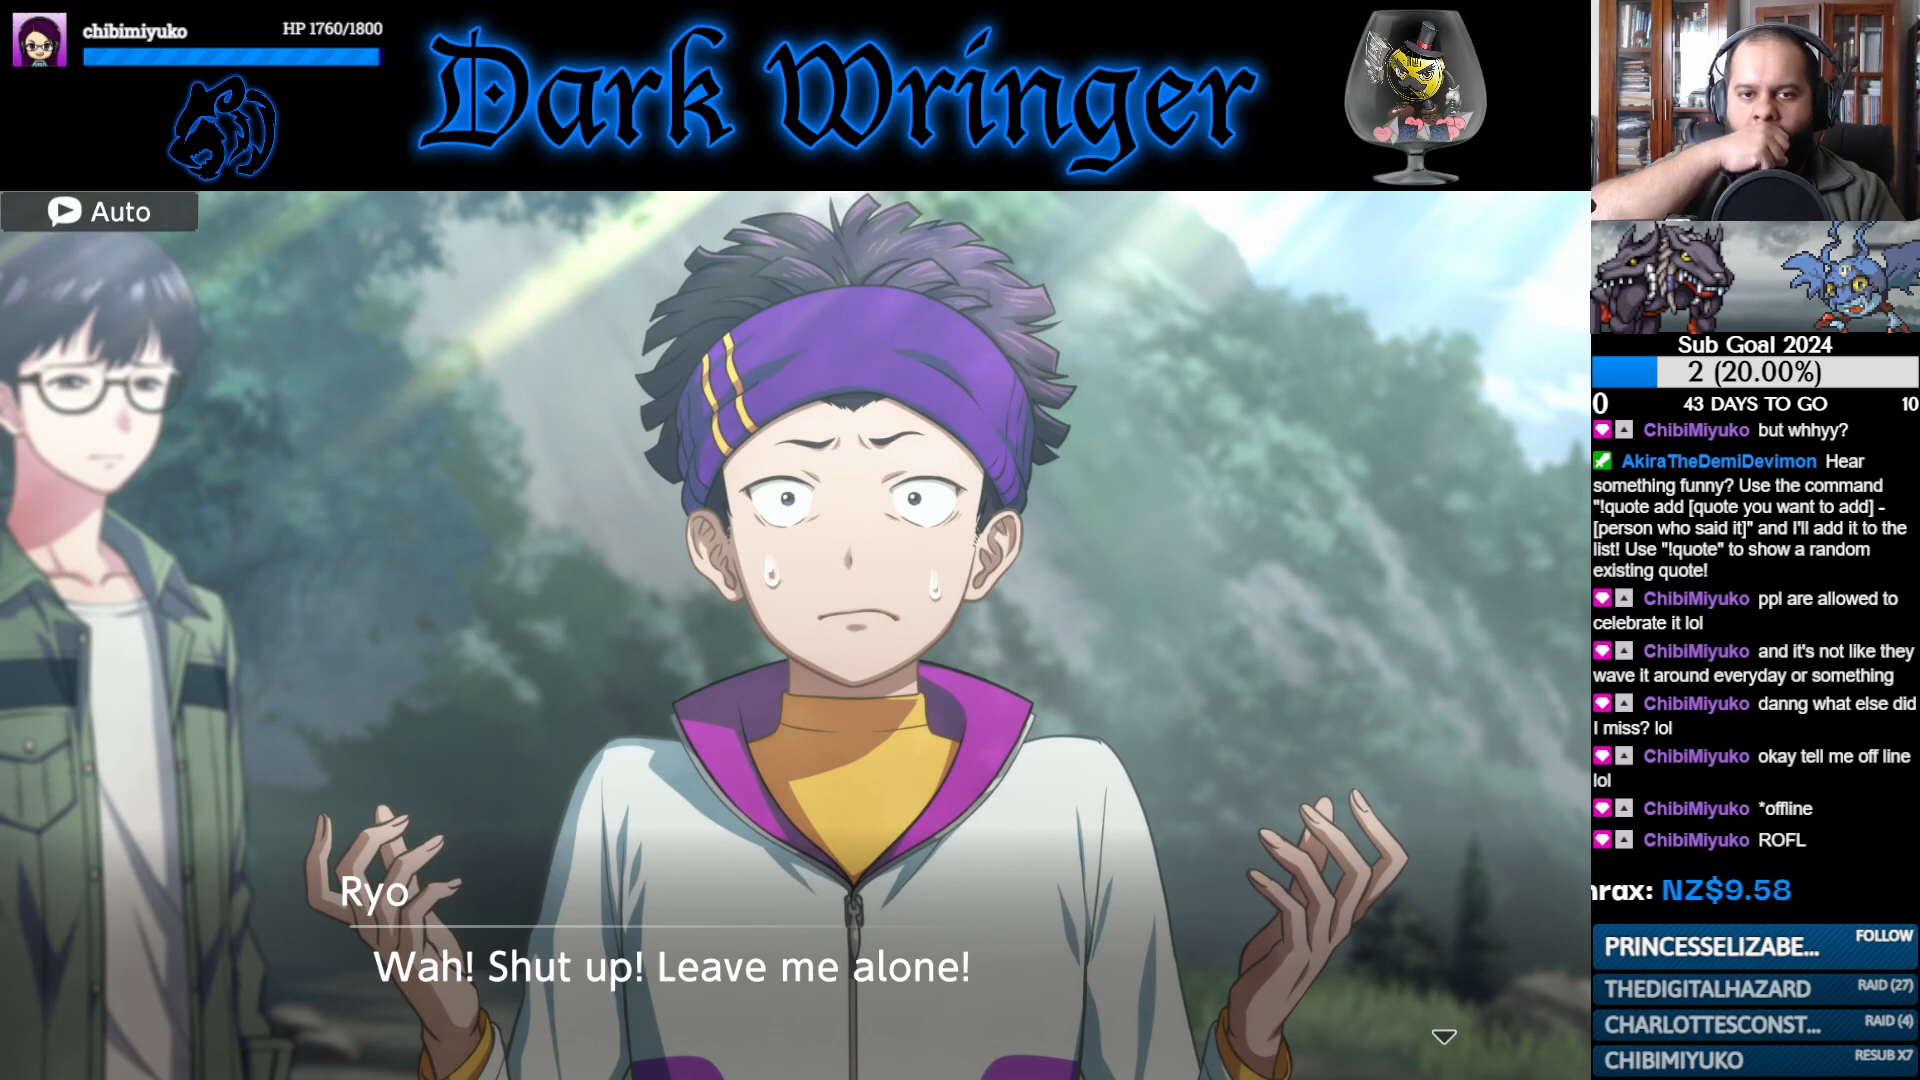 chibimiyuko
HP 1760/1800
Dark Wringer
Auto
Ryo
Wah! Shut up! Leave me alone!
Sub Goal 2024
2 (20.00%)
0
43 DAYS TO GO
10
ChibiMiyuko but whhyy?
AkiraTheDemiDevimon Hear
something funny? Use the command
"!quote add [quote you want to add] -
[person who said it]" and I'll add it to the
list! Use "!quote" to show a random
existing quote!
ChibiMiyuko ppl are allowed to
celebrate it lol
ChibiMiyuko and it's not like they
wave it around everyday or something
ChibiMiyuko danng what else did
I miss? lol
ChibiMiyuko okay tell me off line
lol
ChibiMiyuko *offline
ChibiMiyuko ROFL
rax: NZ$9.58
PRINCESSELIZABE... FOLLOW
THEDIGITALHAZARD RAID (27)
CHARLOTTESCONST... RAID (4)
CHIBIMIYUKO RESUB X7